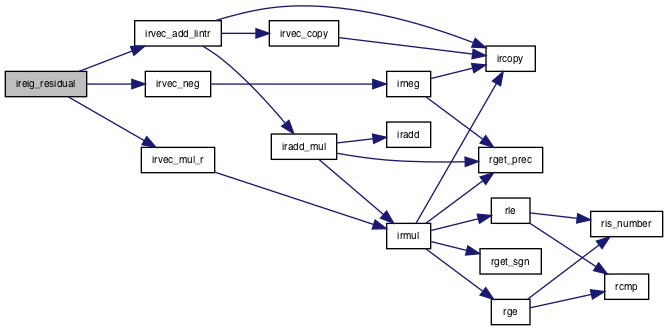 ireig_residual
irvec_add_lintr
irvec_neg
irvec_mul_r
irvec_copy
iradd_mul
irneg
iradd
irmul
ircopy
rget_prec
rle
rget_sgn
rge
ris_number
rcmp